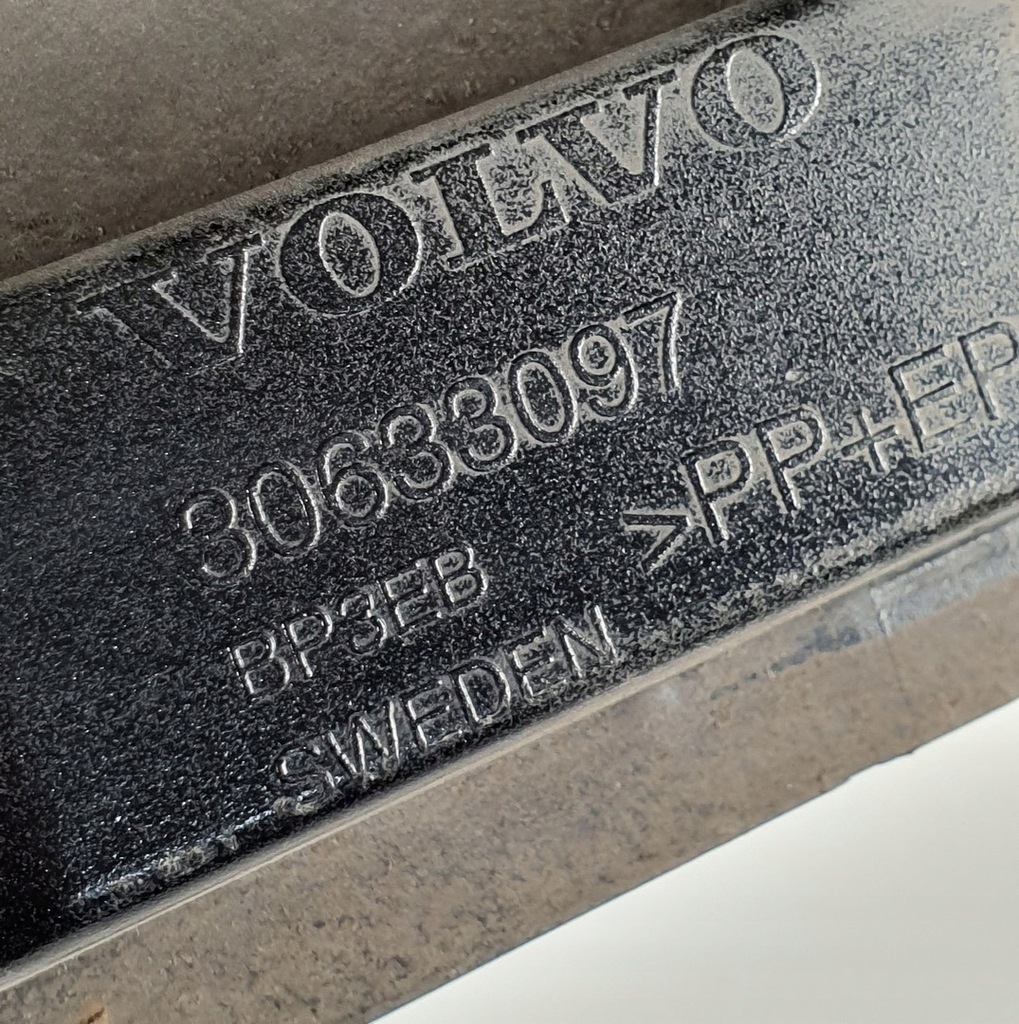 VOLVO
30633097
>PP+EP
BP3EB
SWEDEN